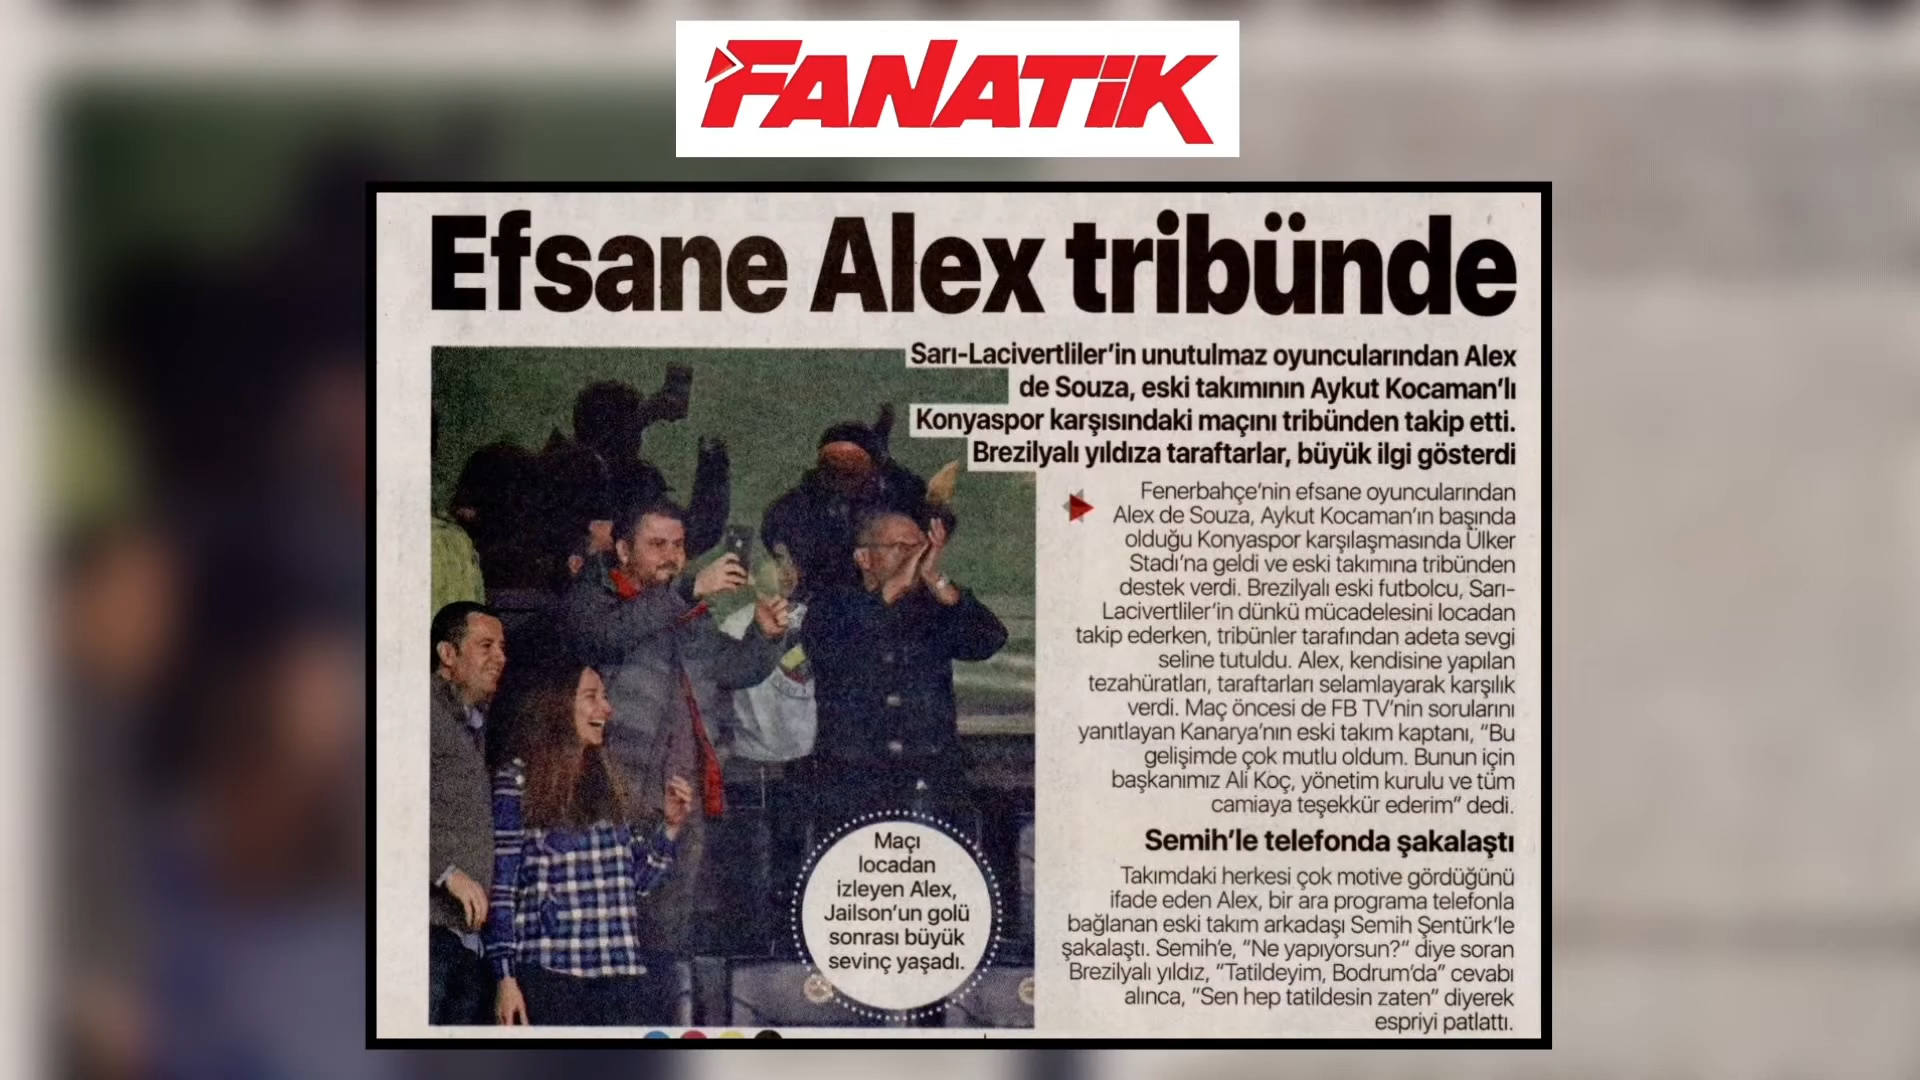 FANATİK
Efsane Alex tribünde
Sarı-Lacivertliler’in unutulmaz oyuncularından Alex
de Souza, eski takımının Aykut Kocaman’lı
Konyaspor karşısındaki maçını tribünden takip etti.
Brezilyalı yıldıza taraftarlar, büyük ilgi gösterdi
Fenerbahçe’nin efsane oyuncularından
Alex de Souza, Aykut Kocaman’ın başında
olduğu Konyaspor karşılaşmasında Ülker
Stadı’na geldi ve eski takımına tribünden
destek verdi. Brezilyalı eski futbolcu, Sarı-
Lacivertliler’in dünkü mücadelesini locadan
takip ederken, tribünler tarafından adeta sevgi
seline tutuldu. Alex, kendisine yapılan
tezahüratları, taraftarları selamlayarak karşılık
verdi. Maç öncesi de FB TV’nin sorularını
yanıtlayan Kanarya’nın eski takım kaptanı, “Bu
gelişimde çok mutlu oldum. Bunun için
başkanımız Ali Koç, yönetim kurulu ve tüm
camiaya teşekkür ederim” dedi.
Semih’le telefonda şakalaştı
Takımdaki herkesi çok motive gördüğünü
ifade eden Alex, bir ara programa telefonla
bağlanan eski takım arkadaşı Semih Şentürk’le
şakalaştı. Semih’e, “Ne yapıyorsun?“ diye soran
Brezilyalı yıldız, “Tatildeyim, Bodrum’da” cevabı
alınca, “Sen hep tatildesin zaten” diyerek
espriyi patlattı.
Maçı
locadan
izleyen Alex,
Jailson’un golü
sonrası büyük
sevinç yaşadı.